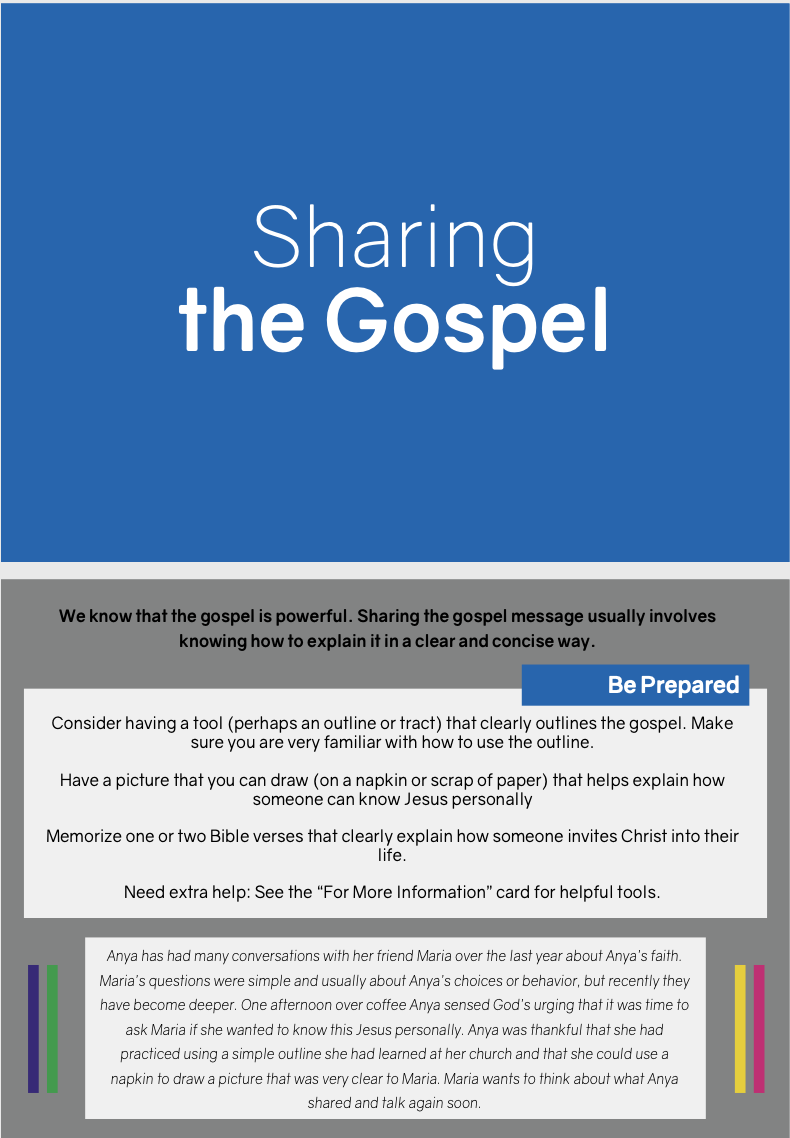 Sharing
the Gospel
We know that the gospel is powerful. Sharing the gospel message usually involves
knowing how to explain it in a clear and concise way.
Be Prepared
Consider having a tool (perhaps an outline or tract) that clearly outlines the gospel. Make
sure you are very familiar with how to use the outline.
Have a picture that you can draw (on a napkin or scrap of paper) that helps explain how
someone can know Jesus personally
Memorize one or two Bible verses that clearly explain how someone invites Christ into their
life.
Need extra help: See the “For More Information” card for helpful tools.
Anya has had many conversations with her friend Maria over the last year about Anya's faith.
Maria's questions were simple and usually about Anya's choices or behavior, but recently they
have become deeper. One afternoon over coffee Anya sensed God's urging that it was time to
ask Maria if she wanted to know this Jesus personally. Anya was thankful that she had
practiced using a simple outline she had learned at her church and that she could use a
napkin to draw a picture that was very clear to Maria. Maria wants to think about what Anya
shared and talk again soon.